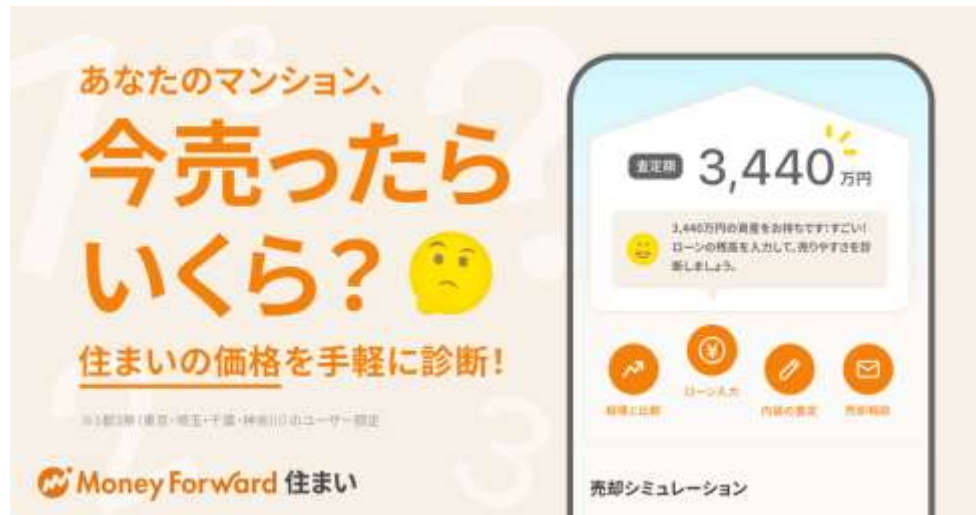 あなたのマンション、
今売ったら
いくら?
住まいの価格を手軽に診断!
※1都3県(東京・埼玉・千葉・神奈川)のユーザー限定
Money Forward 住まい
査定額 3,440万円
3,440万円の資産をお持ちです!すごい!
ローンの残高を入力して、売りやすさを診
断しましょう。
相場と比較
ローン入力
内装の査定
売却相談
売却シミュレーション